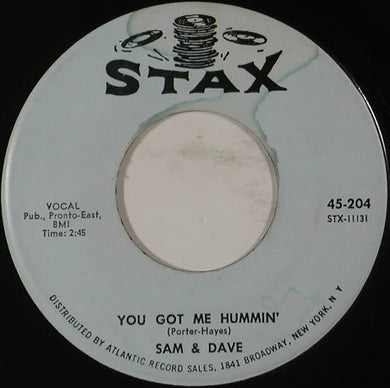 STAX
VOCAL
Pub., Pronto-East,
BMI
Time: 2:45
45-204
STX-11131
YOU GOT ME HUMMIN'
(Porter-Hayes)
SAM & DAVE
DISTRIBUTED BY ATLANTIC RECORD SALES, 1841 BROADWAY, NEW YORK, N Y